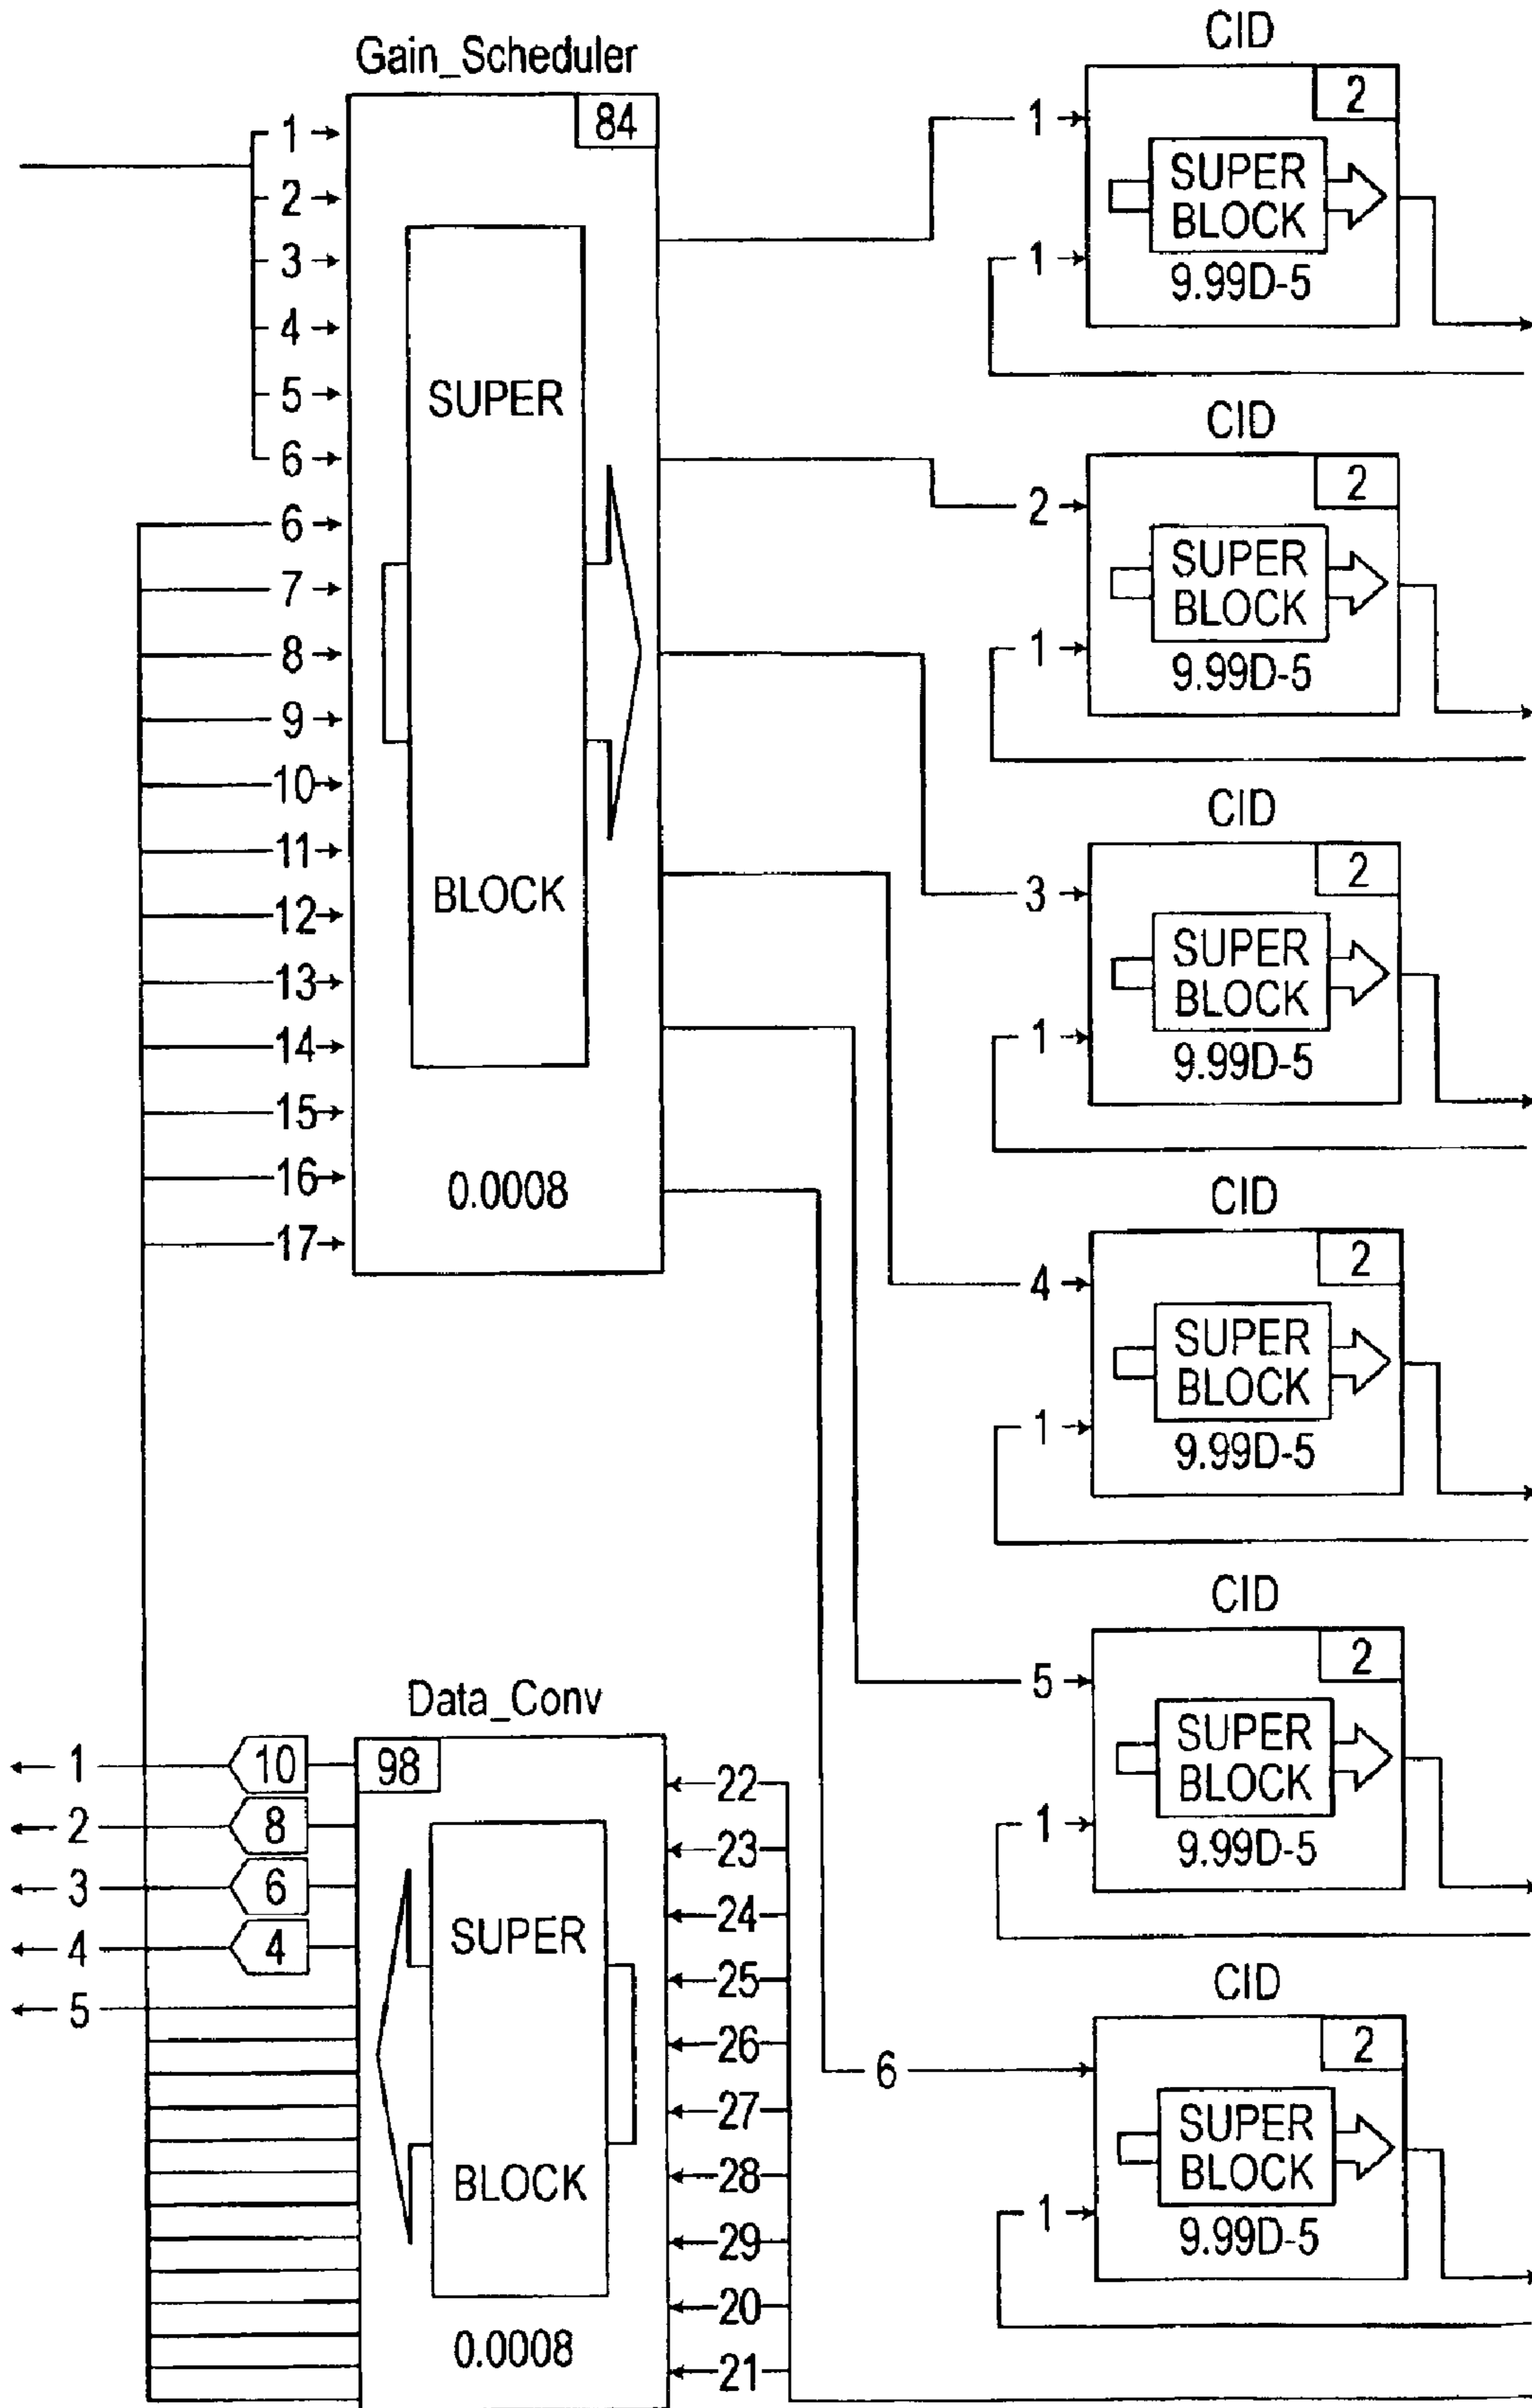 Gain_Scheduler
84
1
2
3
4
5
6
6
7
8
9
10
11
12
13
14
15
16
17
SUPER
BLOCK
0.0008
CID
2
1
1
SUPER
BLOCK
9.99D-5
CID
2
2
1
SUPER
BLOCK
9.99D-5
CID
2
3
1
SUPER
BLOCK
9.99D-5
CID
2
4
1
SUPER
BLOCK
9.99D-5
CID
2
5
1
SUPER
BLOCK
9.99D-5
CID
2
6
1
SUPER
BLOCK
9.99D-5
Data_Conv
98
1 10
2 8
3 6
4 4
5
SUPER
BLOCK
0.0008
22
23
24
25
26
27
28
29
20
21